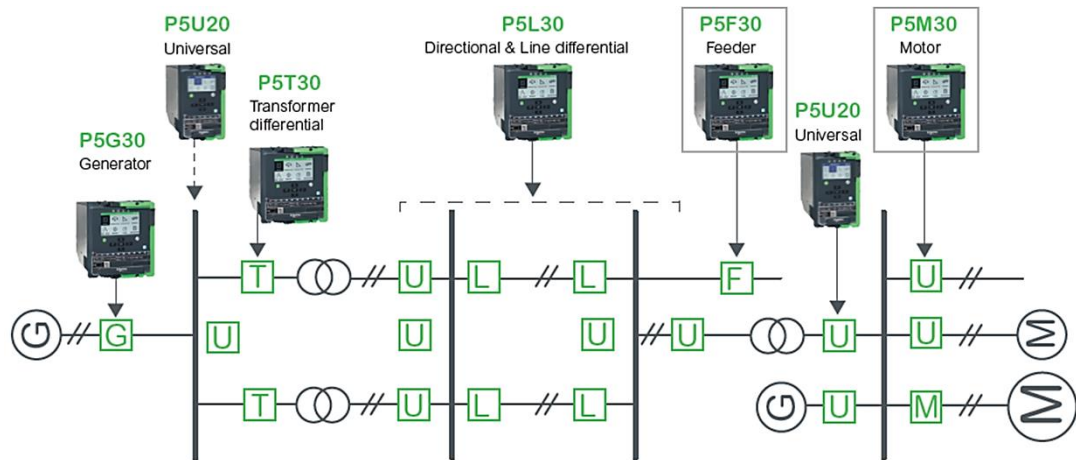 P5U20
Universal
P5L30
Directional & Line differential
P5F30
Feeder
P5M30
Motor
P5T30
Transformer
differential
P5U20
Universal
P5G30
Generator
T
U
L
L
F
U
G
G
U
U
U
U
U
U
M
T
U
L
L
G
U
M
M